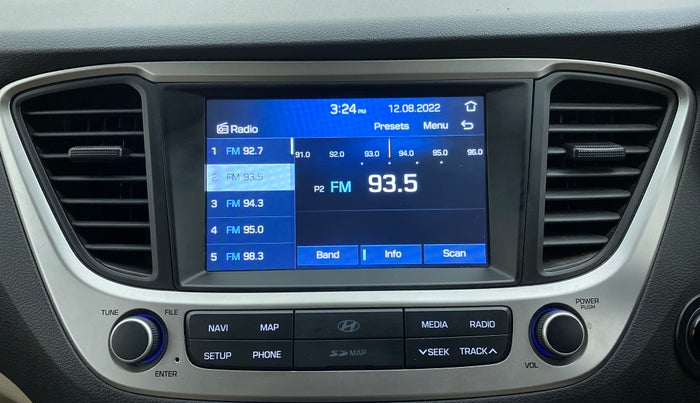 3:24 PM 12.08.2022
Radio Presets Menu
1 FM 92.7
2 FM 93.5
3 FM 94.3
4 FM 95.0
5 FM 98.3
91.0 92.0 93.0 94.0 95.0 96.0
P2 FM 93.5
Band Info Scan
TUNE FILE
ENTER
NAVI MAP
SETUP PHONE
SD MAP
MEDIA RADIO
SEEK TRACK
POWER
PUSH
VOL